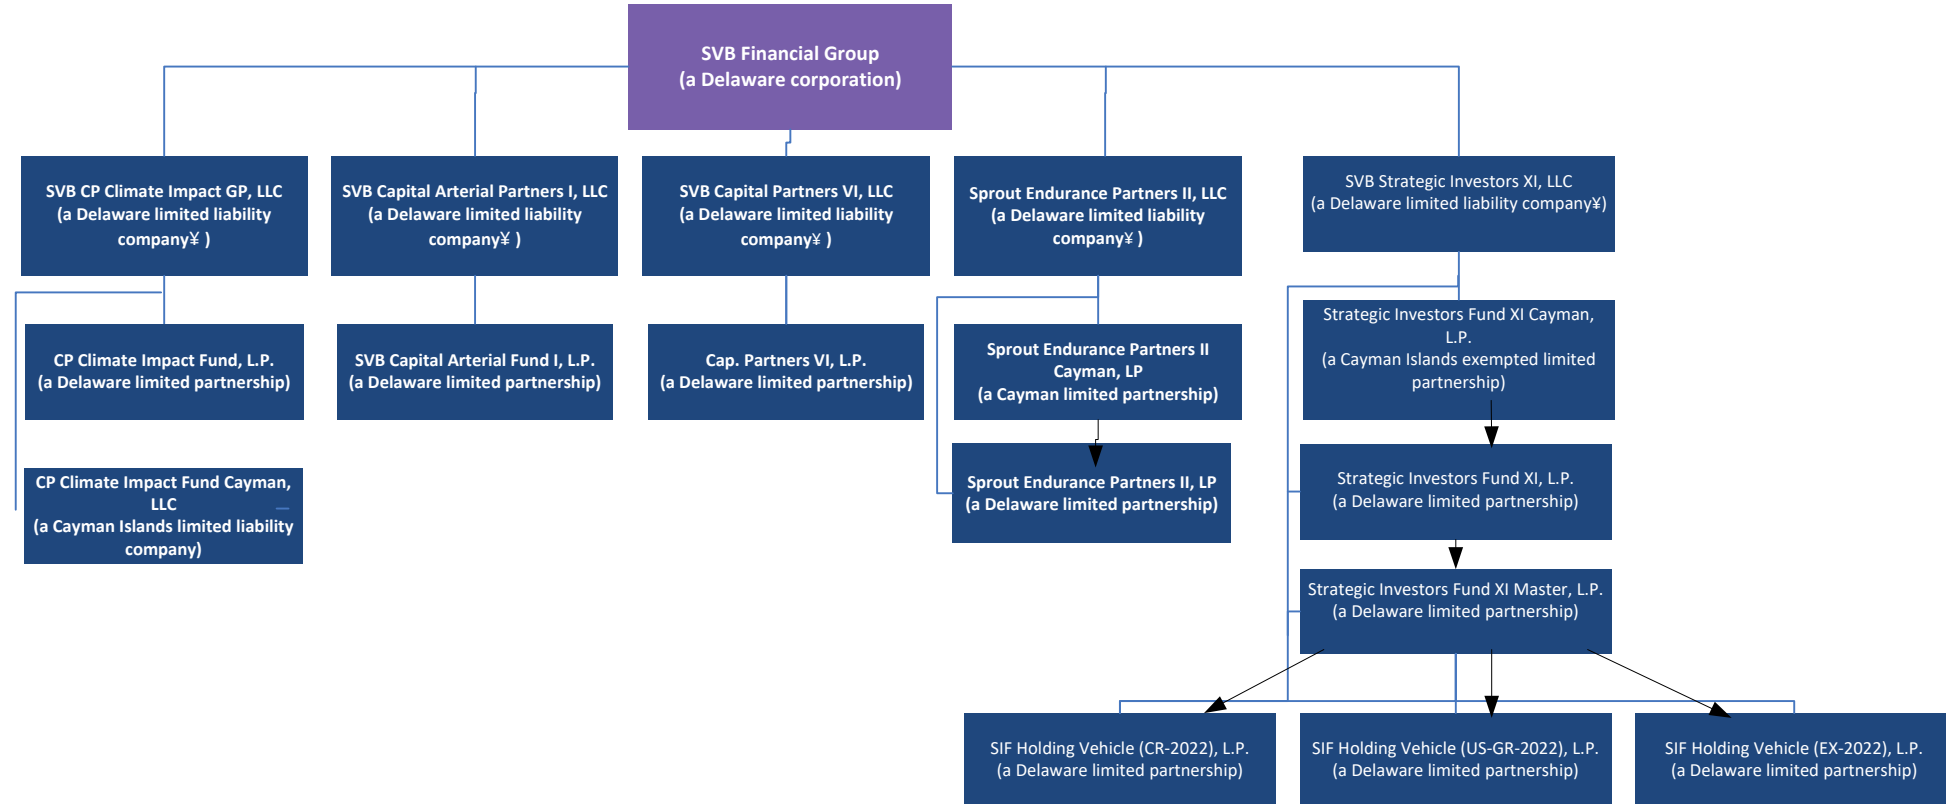 SVB Financial Group
(a Delaware corporation)
SVB CP Climate Impact GP, LLC
(a Delaware limited liability
company¥ )
SVB Capital Arterial Partners I, LLC
(a Delaware limited liability
company¥ )
SVB Capital Partners VI, LLC
(a Delaware limited liability
company¥ )
Sprout Endurance Partners II, LLC
(a Delaware limited liability
company¥ )
SVB Strategic Investors XI, LLC
(a Delaware limited liability company¥)
CP Climate Impact Fund, L.P.
(a Delaware limited partnership)
SVB Capital Arterial Fund I, L.P.
(a Delaware limited partnership)
Cap. Partners VI, L.P.
(a Delaware limited partnership)
Sprout Endurance Partners II
Cayman, LP
(a Cayman limited partnership)
Strategic Investors Fund XI Cayman,
L.P.
(a Cayman Islands exempted limited
partnership)
CP Climate Impact Fund Cayman,
LLC
(a Cayman Islands limited liability
company)
Sprout Endurance Partners II, LP
(a Delaware limited partnership)
Strategic Investors Fund XI, L.P.
(a Delaware limited partnership)
Strategic Investors Fund XI Master, L.P.
(a Delaware limited partnership)
SIF Holding Vehicle (CR-2022), L.P.
(a Delaware limited partnership)
SIF Holding Vehicle (US-GR-2022), L.P.
(a Delaware limited partnership)
SIF Holding Vehicle (EX-2022), L.P.
(a Delaware limited partnership)